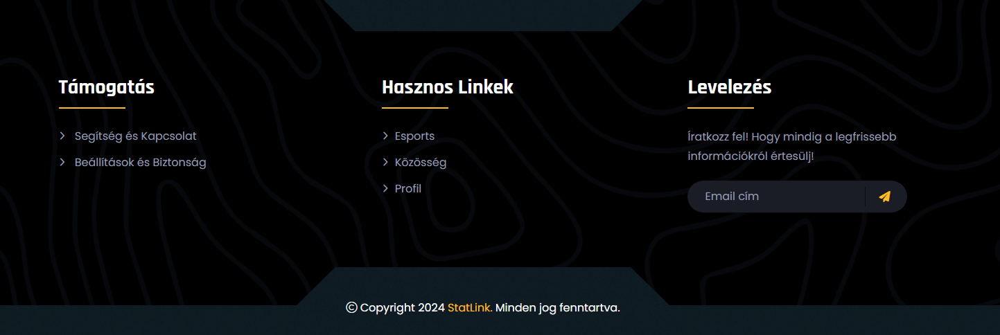 Támogatás
Segítség és Kapcsolat
Beállítások és Biztonság
Hasznos Linkek
Esports
Közösség
Profil
Levelezés
Íratkozz fel! Hogy mindig a legfrissebb
információkról értesülj!
Email cím
© Copyright 2024 StatLink. Minden jog fenntartva.